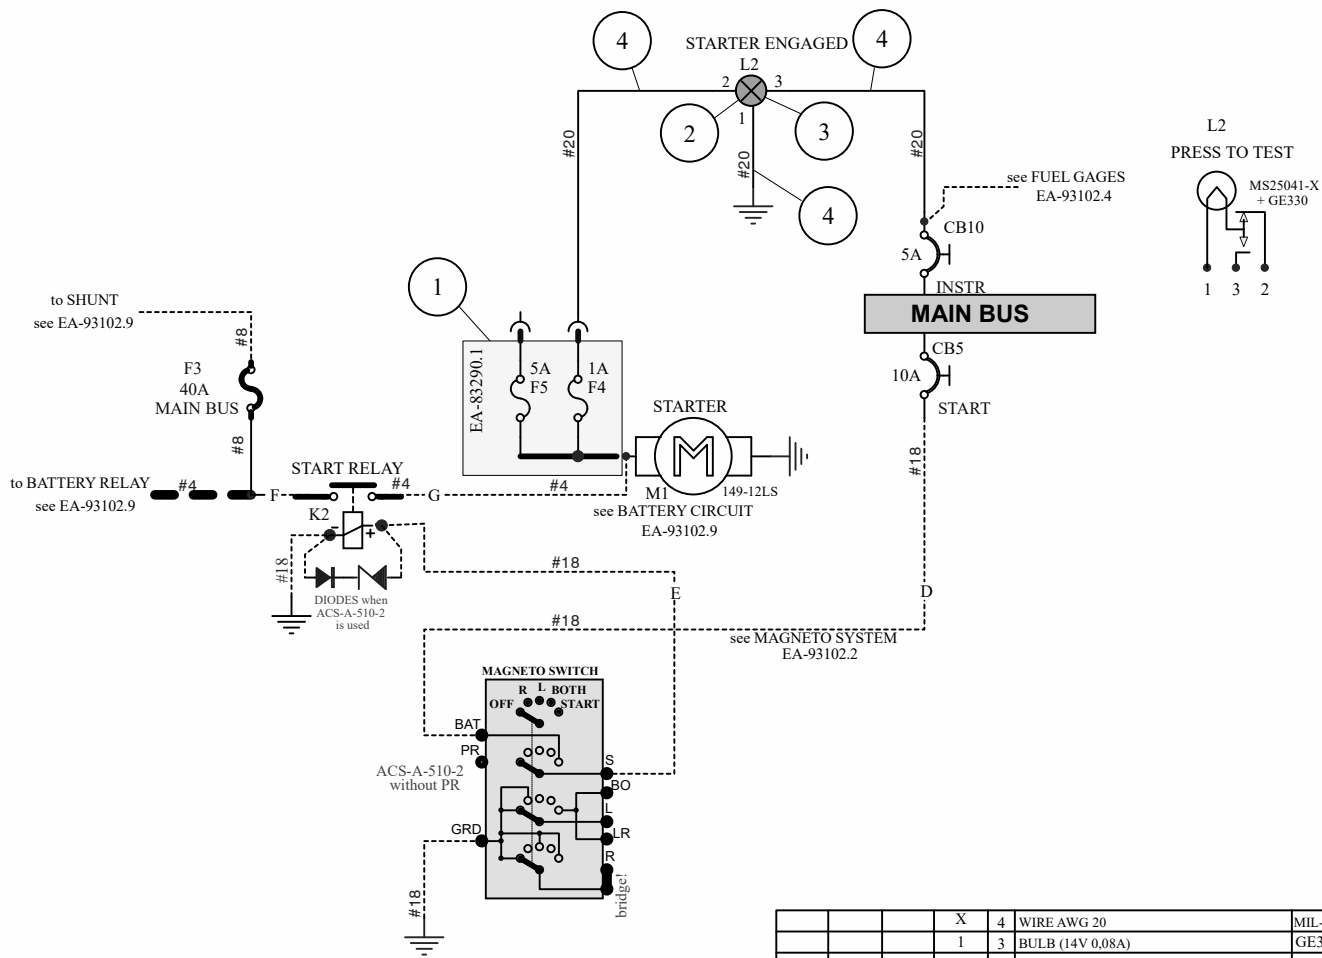 4
STARTER ENGAGED
4
L2
2
3
1
2
3
#20
#20
#20
4
L2
PRESS TO TEST
MS25041-X
+ GE330
1 3 2
see FUEL GAGES
EA-93102.4
CB10
5A
INSTR
MAIN BUS
CB5
10A
START
#18
1
to SHUNT
see EA-93102.9
#8
F3
40A
MAIN BUS
#8
EA-83290.1
5A
F5
1A
F4
STARTER
M1
149-12LS
START RELAY
to BATTERY RELAY
see EA-93102.9
#4
F
#4
G
#4
see BATTERY CIRCUIT
EA-93102.9
K2
-
+
#18
DIODES when
ACS-A-510-2
is used
#18
E
D
#18
see MAGNETO SYSTEM
EA-93102.2
MAGNETO SWITCH
R L BOTH
OFF START
BAT
PR
ACS-A-510-2
without PR
S
BO
L
GRD
LR
R
bridge!
#18
X 4 WIRE AWG 20 MIL-
1 3 BULB (14V 0,08A) GE3